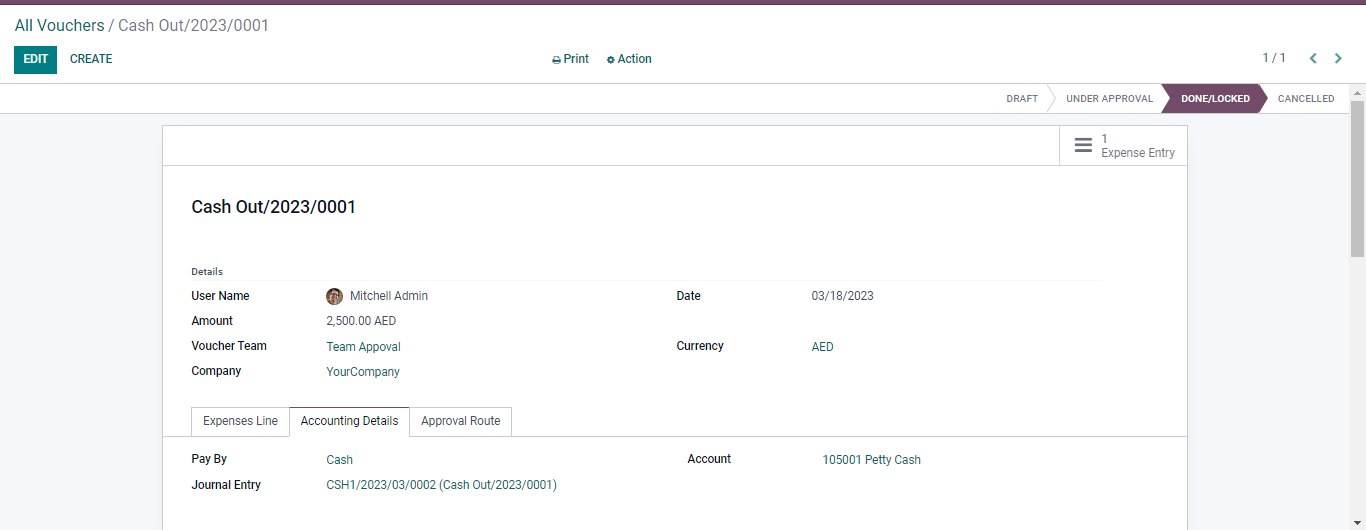 All Vouchers / Cash Out/2023/0001
EDIT CREATE Print Action 1 / 1
DRAFT UNDER APPROVAL DONE/LOCKED CANCELLED
1
Expense Entry
Cash Out/2023/0001
Details
User Name Mitchell Admin Date 03/18/2023
Amount 2,500.00 AED
Voucher Team Team Appoval Currency AED
Company YourCompany
Expenses Line Accounting Details Approval Route
Pay By Cash Account 105001 Petty Cash
Journal Entry CSH1/2023/03/0002 (Cash Out/2023/0001)